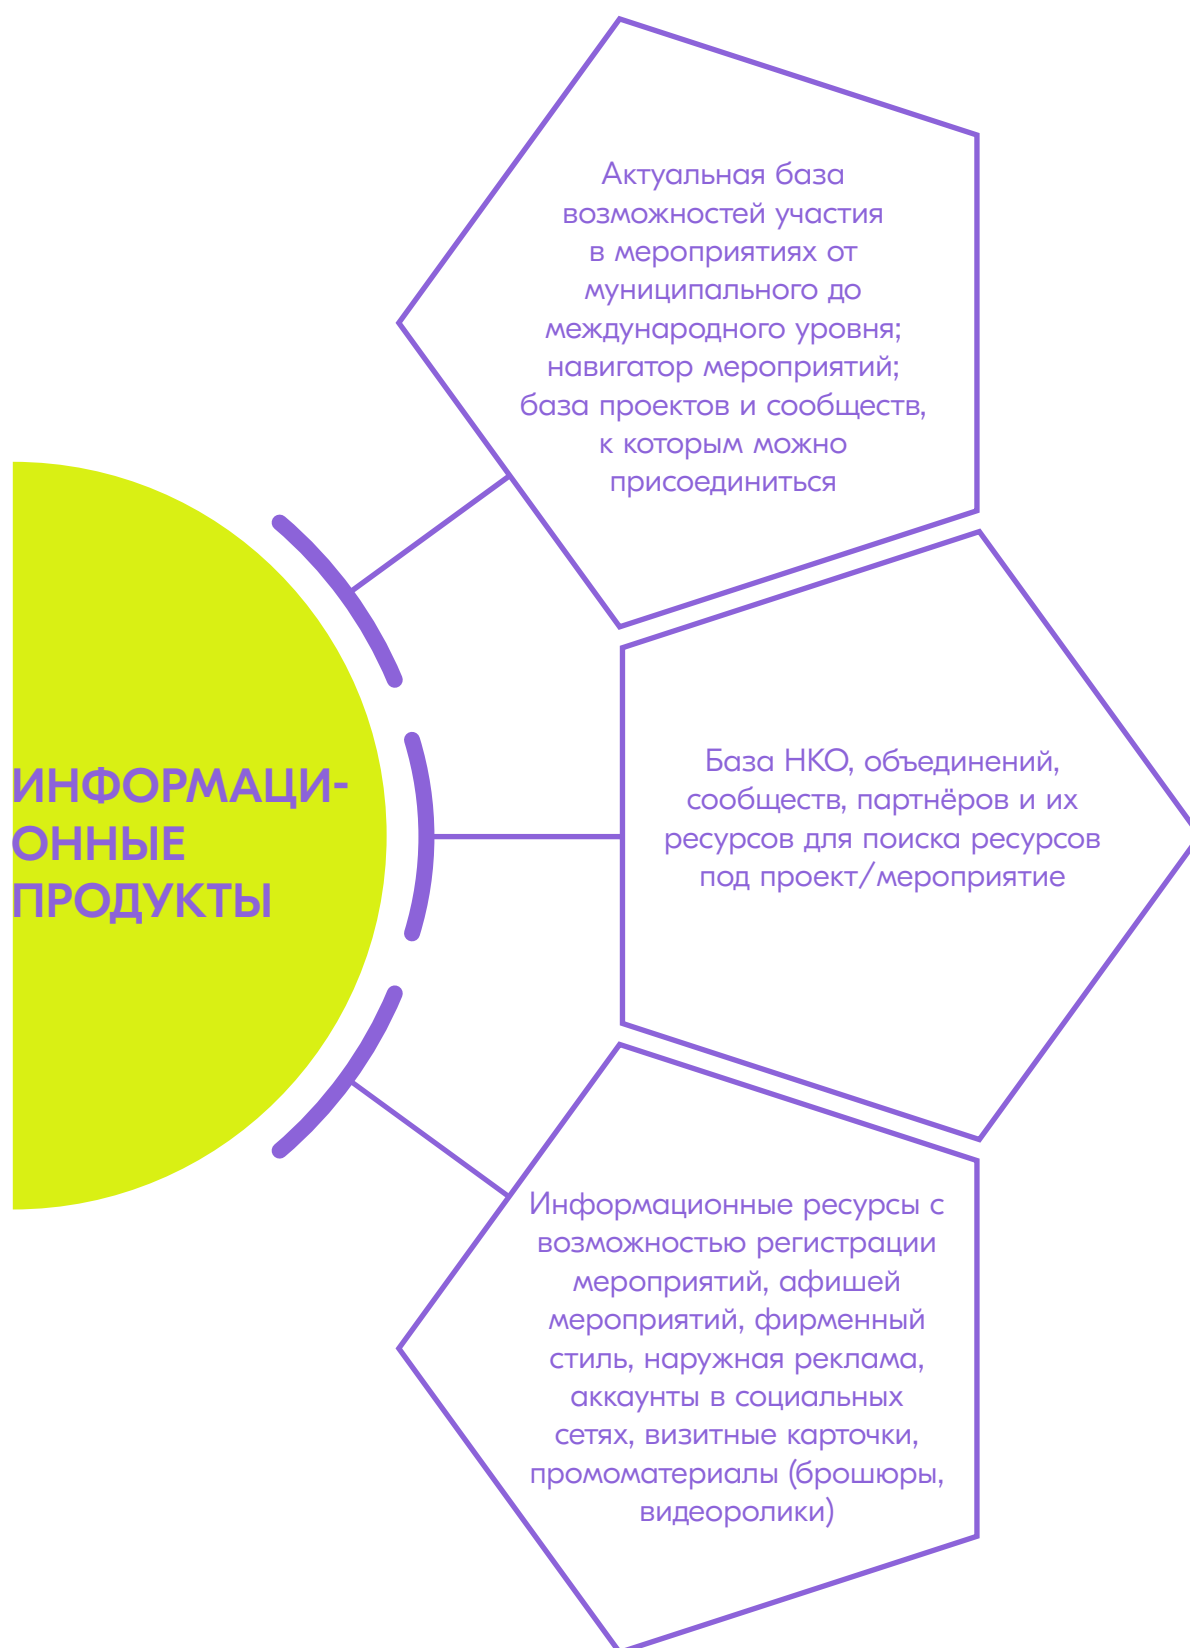 Актуальная база
возможностей участия
в мероприятиях от
муниципального до
международного уровня;
навигатор мероприятий;
база проектов и сообществ,
к которым можно
присоединиться
ИНФОРМАЦИ-
ОННЫЕ
ПРОДУКТЫ
База НКО, объединений,
сообществ, партнёров и их
ресурсов для поиска ресурсов
под проект/мероприятие
Информационные ресурсы с
возможностью регистрации
мероприятий, афишей
мероприятий, фирменный
стиль, наружная реклама,
аккаунты в социальных
сетях, визитные карточки,
промоматериалы (брошюры,
видеоролики)